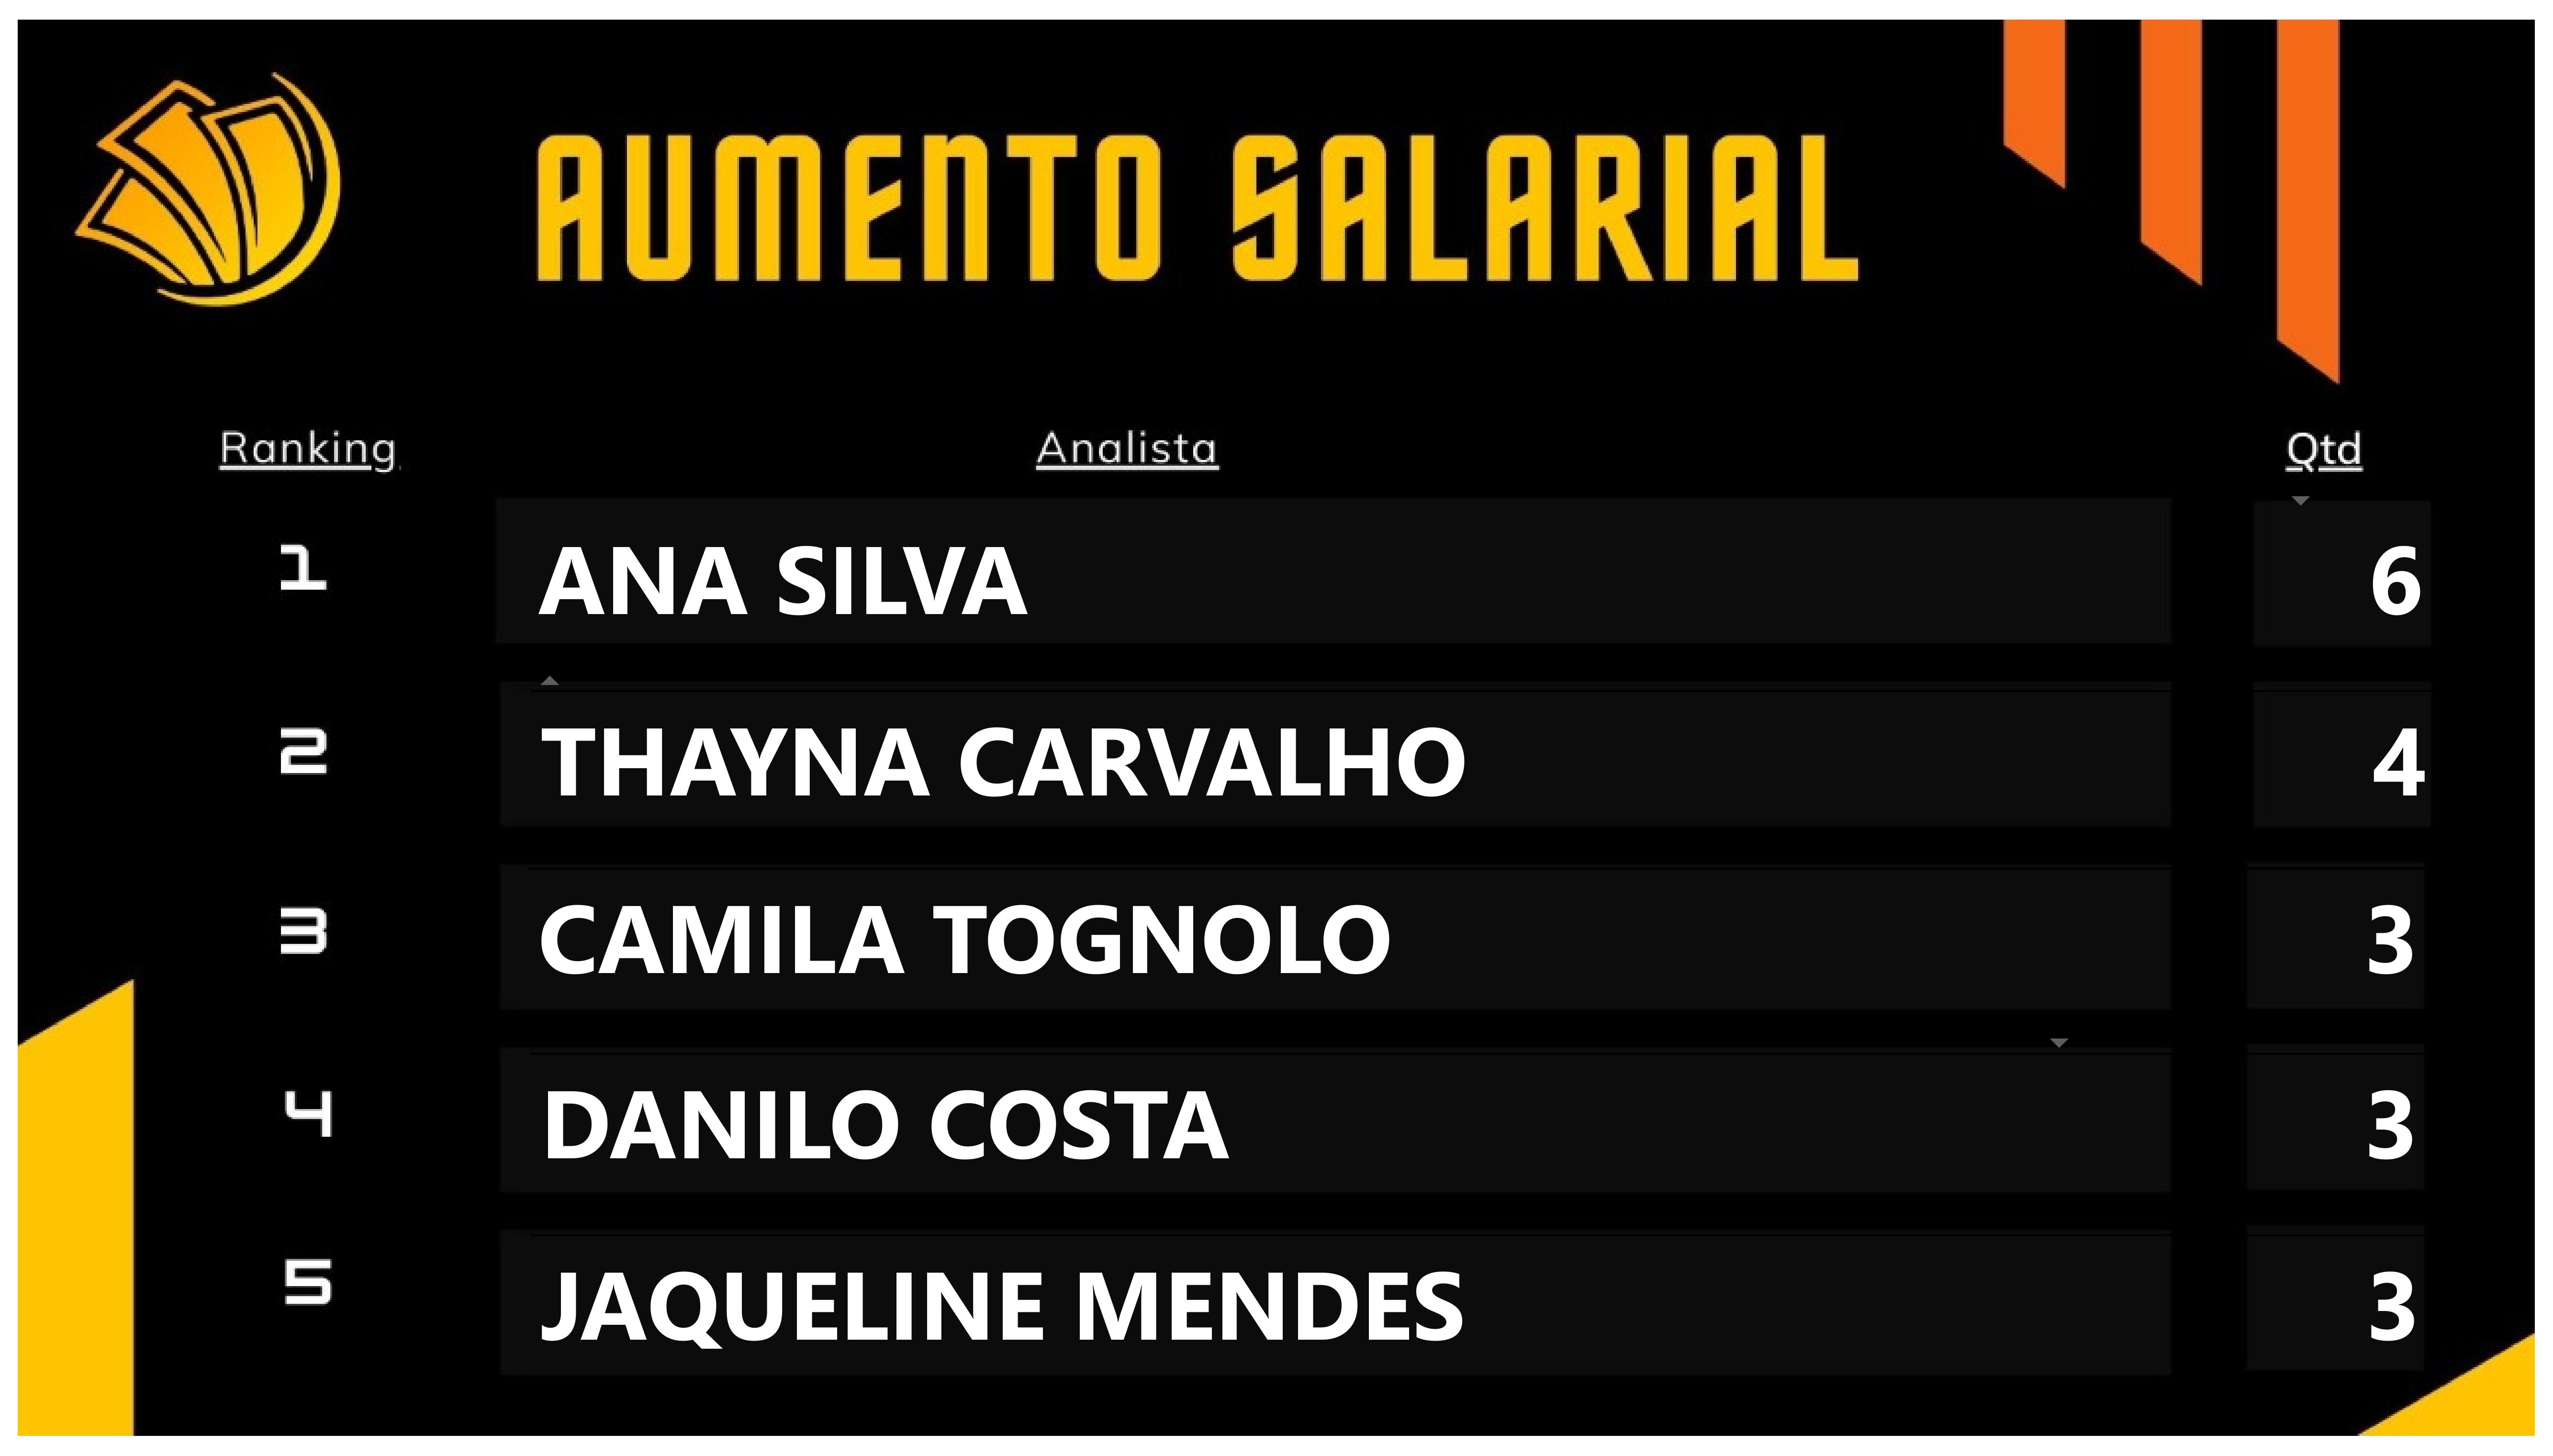 AUMENTO SALARIAL
Ranking Analista Qtd
1 ANA SILVA 6
2 THAYNA CARVALHO 4
3 CAMILA TOGNOLO 3
4 DANILO COSTA 3
5 JAQUELINE MENDES 3